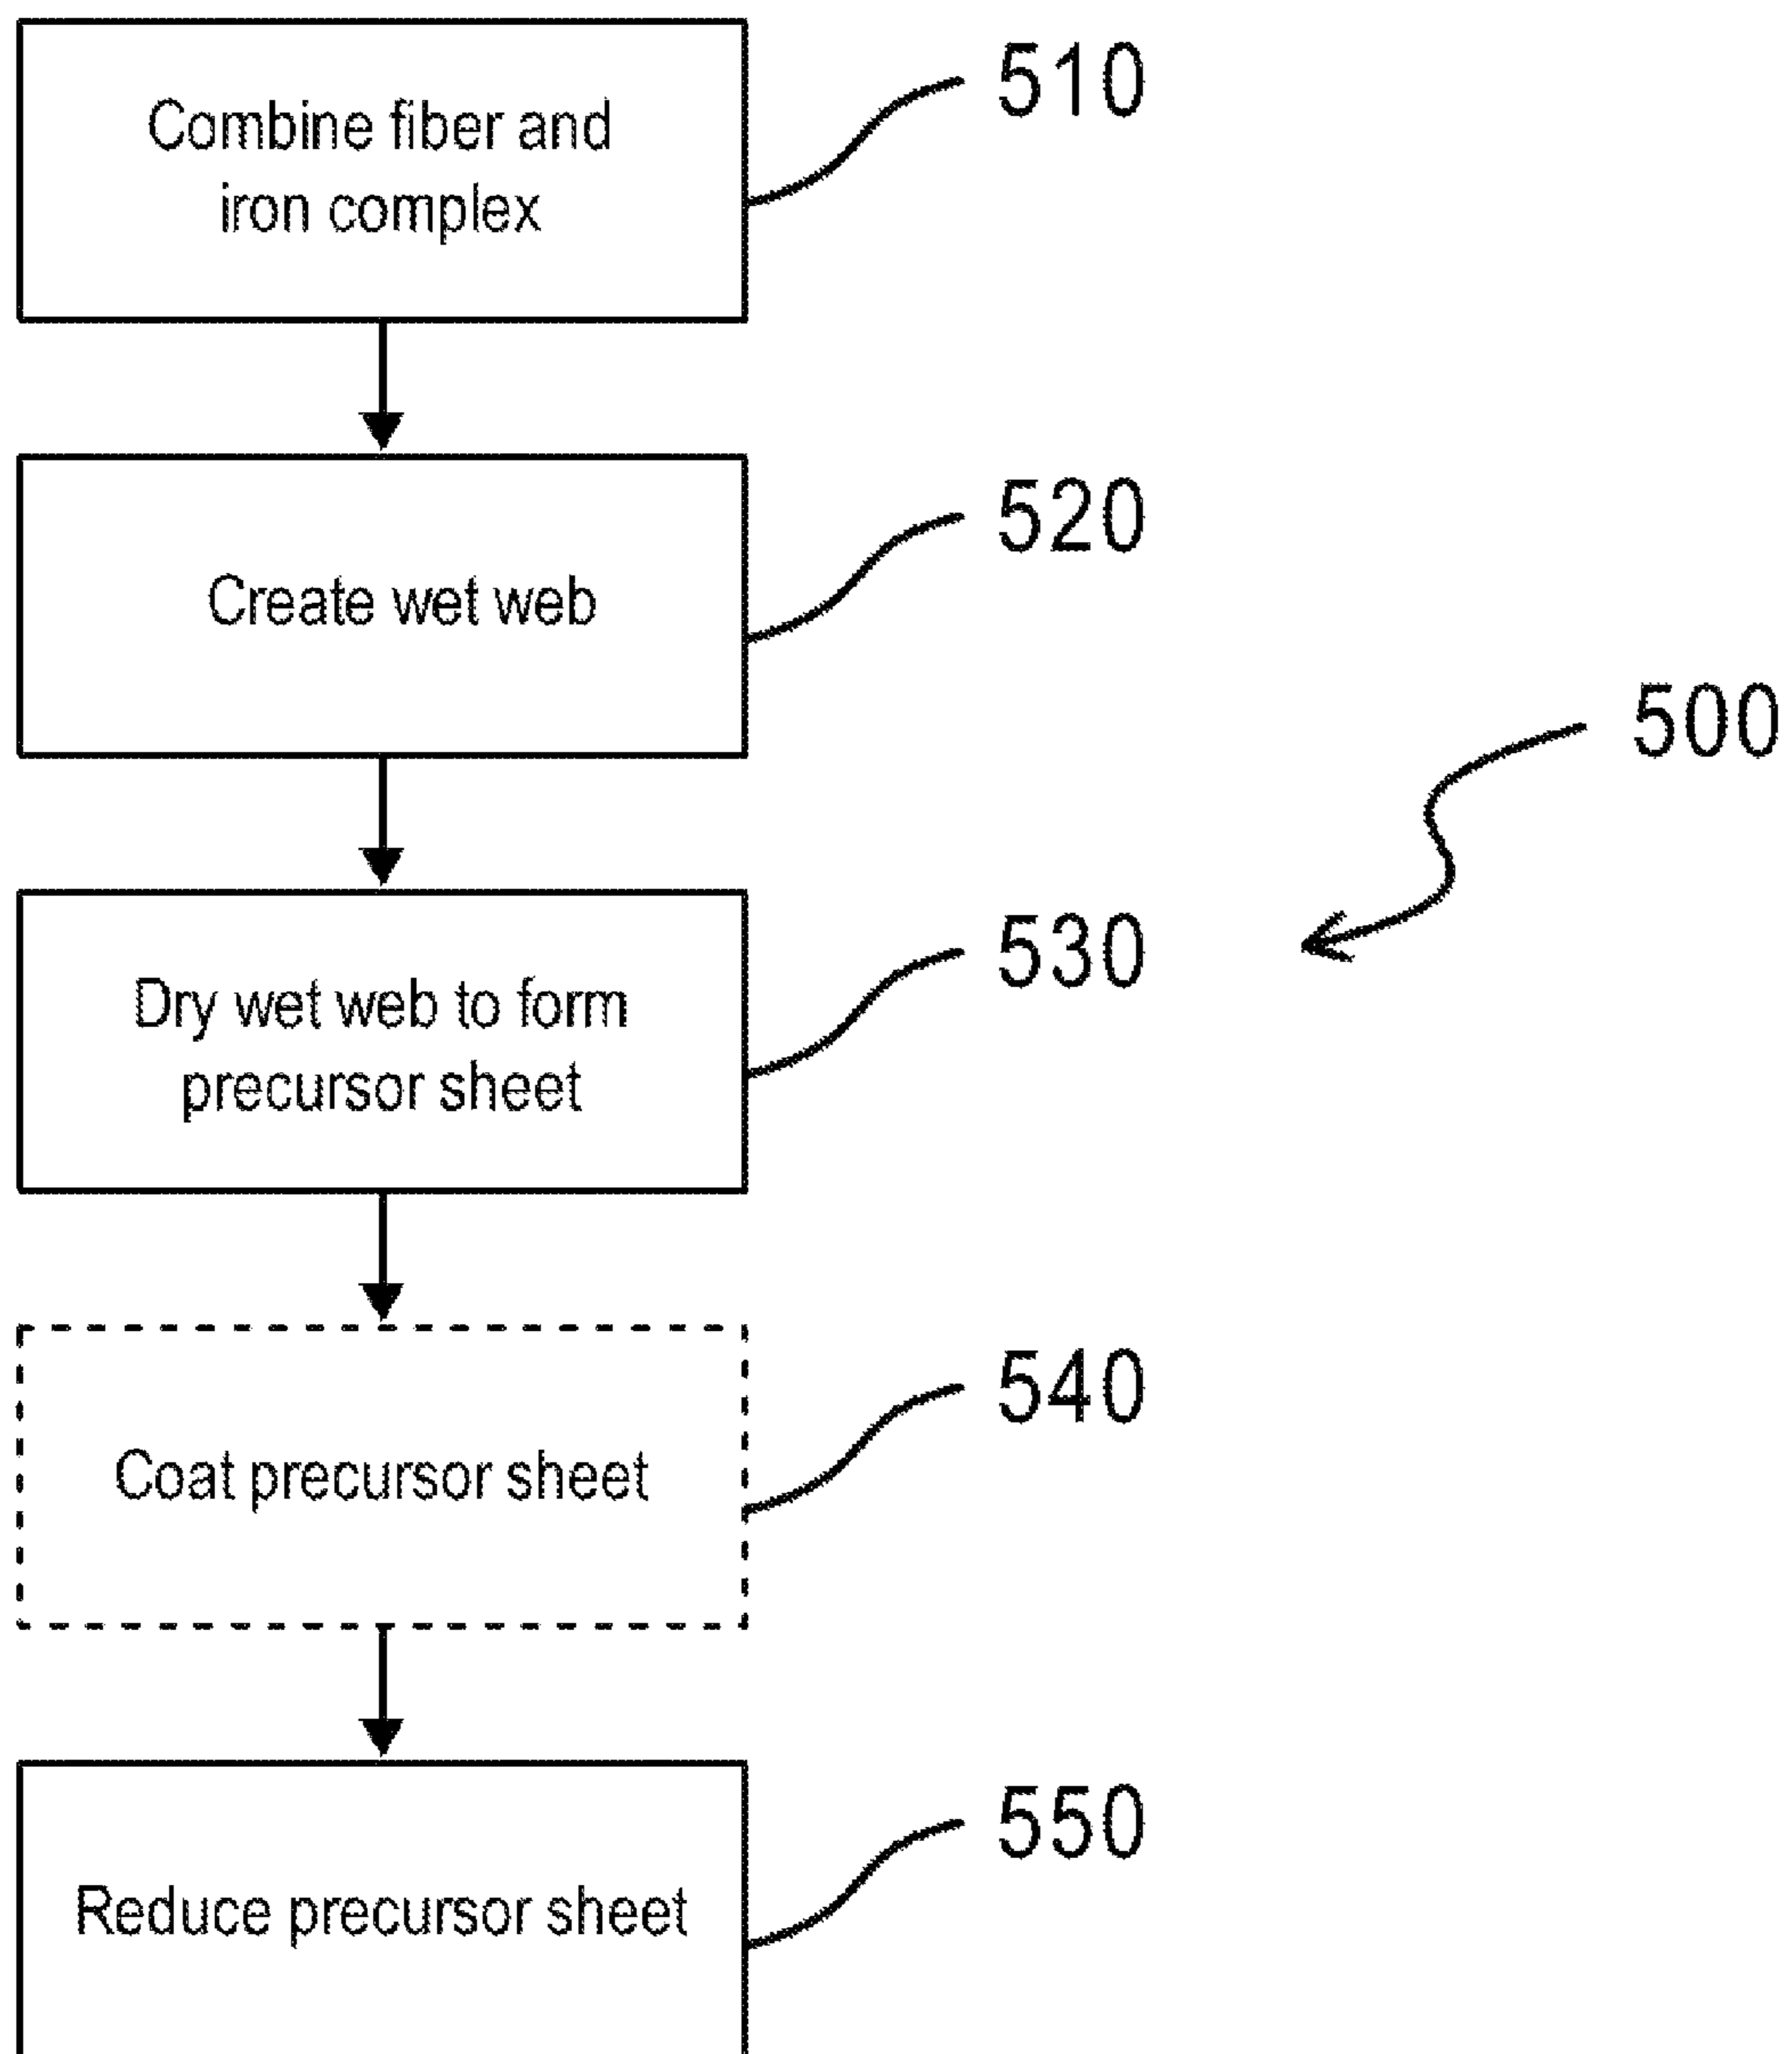 Combine fiber and
iron complex
510
Create wet web
520
500
Dry wet web to form
precursor sheet
530
Coat precursor sheet
540
Reduce precursor sheet
550